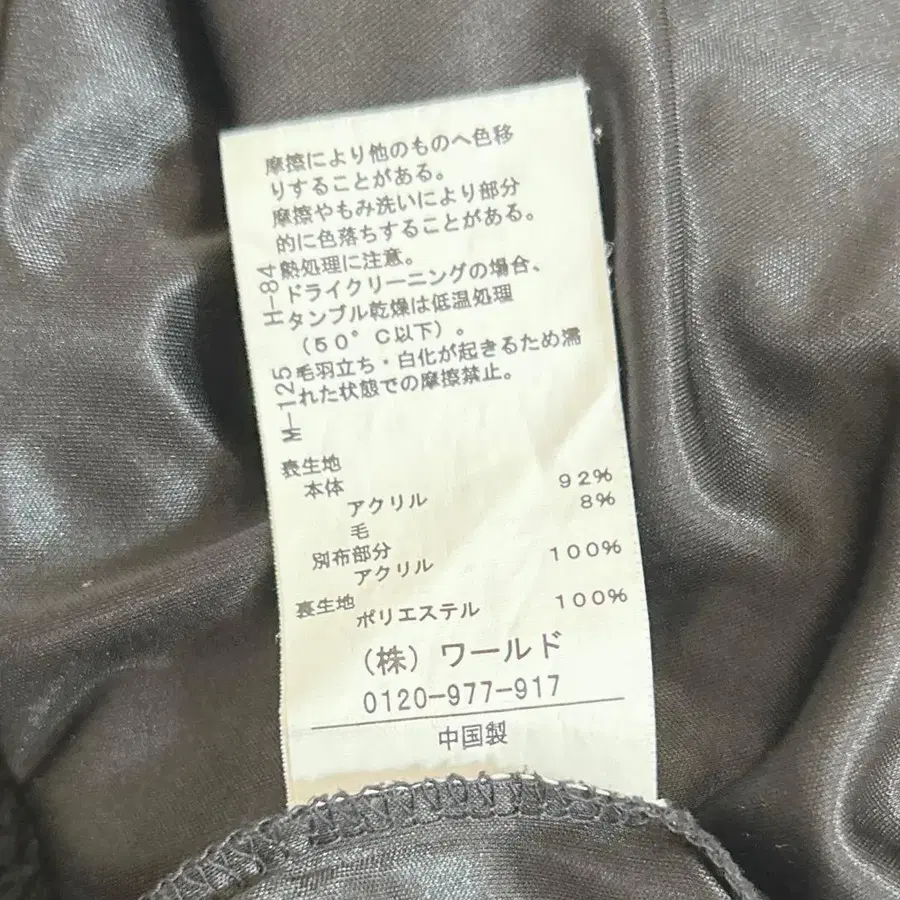 摩擦により他のものへ色移
りすることがある。
摩擦やもみ洗いにより部分
的に色落ちすることがある。
熱処理に注意。
ドライクリーニングの場合、
タンブル乾燥は低温処理
（50°C以下）。
毛羽立ち・白化が起きるため濡
れた状態での摩擦禁止。
M-125 H-84
表生地
本体
アクリル 92%
毛 8%
別布部分
アクリル 100%
裏生地
ポリエステル 100%
（株）ワールド
0120-977-917
中国製